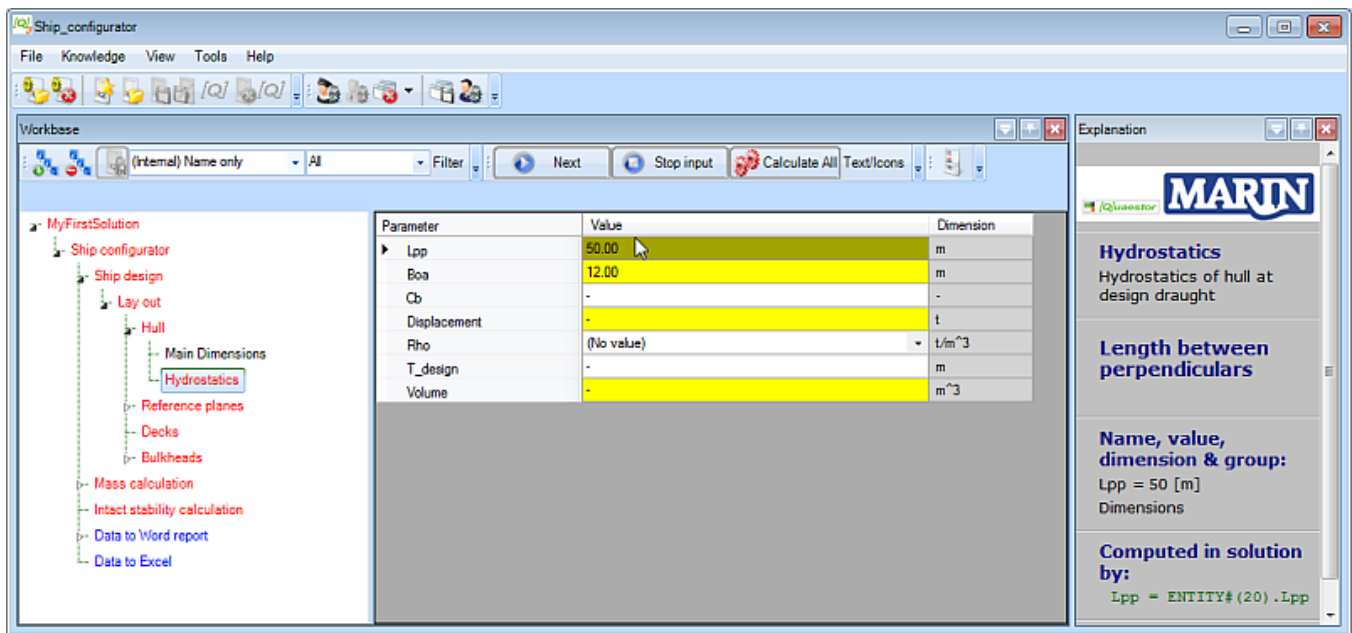 Ship_configurator
File Knowledge View Tools Help
[Q] [Q]
Workbase
(Internal) Name only All Filter Next Stop input Calculate All Text/Icons
MyFirstSolution
Ship configurator
Ship design
Lay out
Hull
Main Dimensions
Hydrostatics
Reference planes
Decks
Bulkheads
Mass calculation
Intact stability calculation
Data to Word report
Data to Excel
Parameter Value Dimension
Lpp 50.00 m
Boa 12.00 m
Cb - -
Displacement - t
Rho (No value) t/m^3
T_design - m
Volume - m^3
Explanation
[Q]uaestor MARIN
Hydrostatics
Hydrostatics of hull at
design draught
Length between
perpendiculars
Name, value,
dimension & group:
Lpp = 50 [m]
Dimensions
Computed in solution
by:
Lpp = ENTITY#(20).Lpp